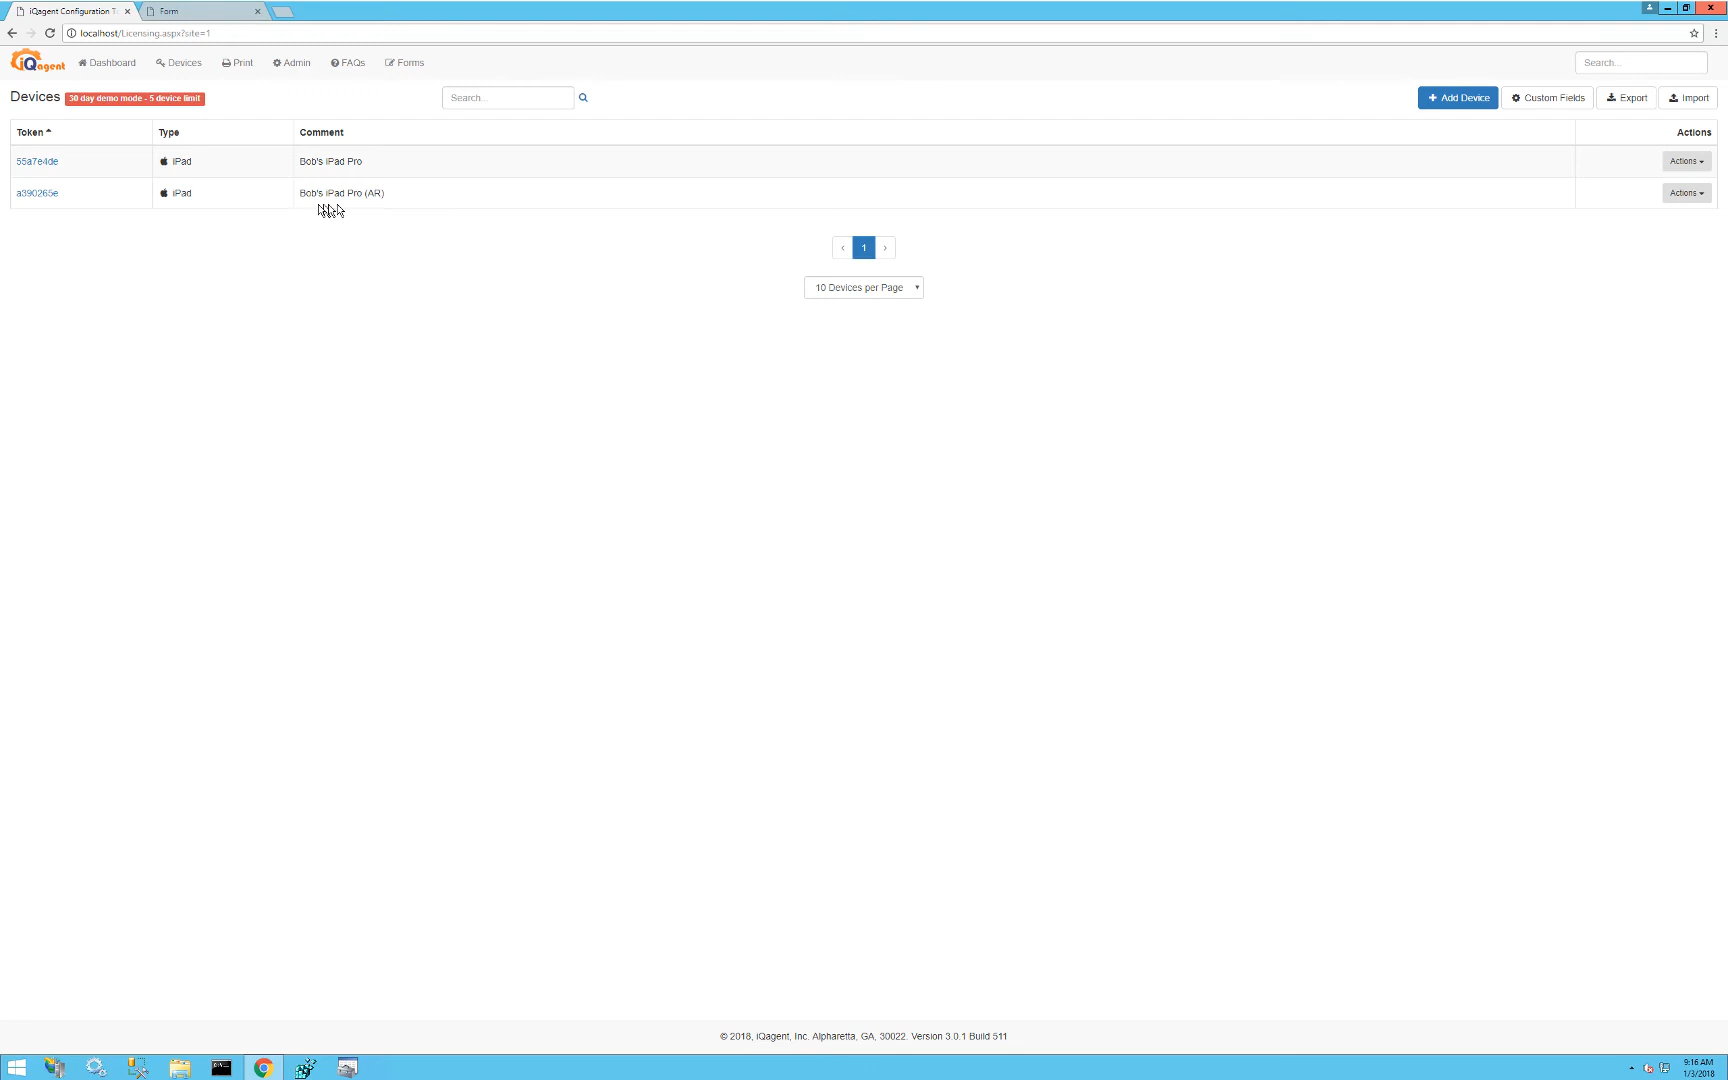 iQagent Configuration T
Form
localhost/Licensing.aspx?site=1
iQagent
Dashboard
Devices
Print
Admin
FAQs
Forms
Search...
Devices
30 day demo mode - 5 device limit
Search...
+ Add Device
Custom Fields
Export
Import
Token
Type
Comment
Actions
55a7e4de
iPad
Bob's iPad Pro
Actions
a390265e
iPad
Bob's iPad Pro (AR)
Actions
‹ 1 ›
10 Devices per Page
© 2018, iQagent, Inc. Alpharetta, GA, 30022. Version 3.0.1 Build 511
9:16 AM
1/3/2018